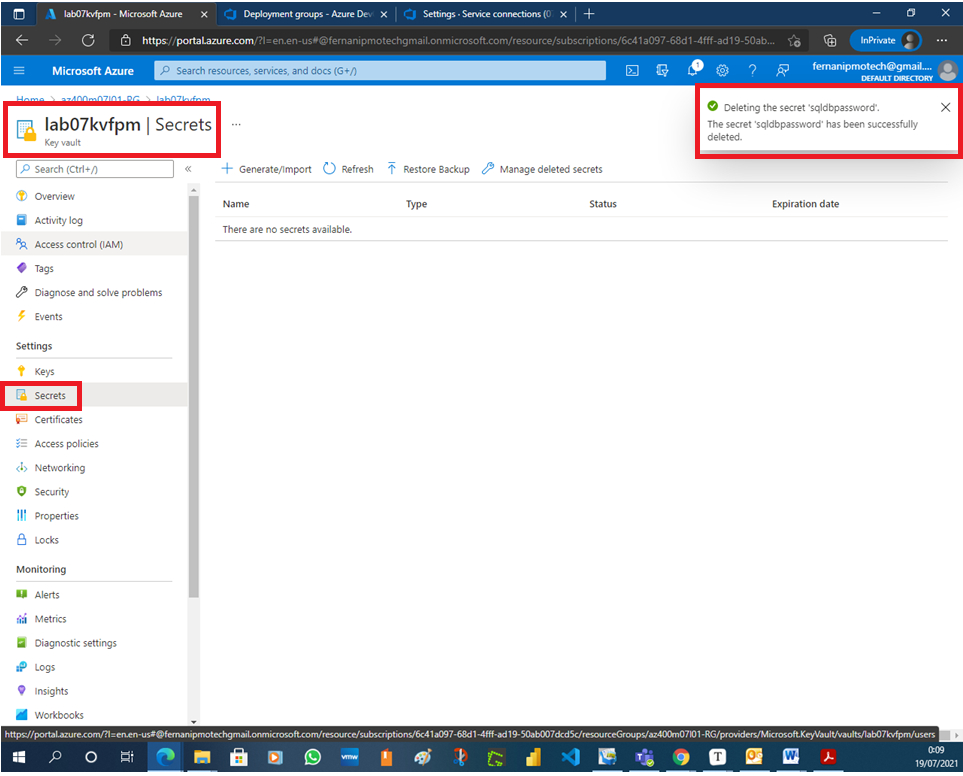 lab07kvfpm - Microsoft Azure
Deployment groups - Azure Dev
Settings · Service connections (0
https://portal.azure.com/?l=en.en-us#@fernanipmotechgmail.onmicrosoft.com/resource/subscriptions/6c41a097-68d1-4fff-ad19-50ab...
InPrivate
Microsoft Azure
Search resources, services, and docs (G+/)
1
fernanipmotech@gmail....
DEFAULT DIRECTORY
Home > az400m07l01-RG > lab07kvfpm
lab07kvfpm | Secrets ...
Key vault
Deleting the secret 'sqldbpassword'.
The secret 'sqldbpassword' has been successfully
deleted.
Search (Ctrl+/)
«
Generate/Import
Refresh
Restore Backup
Manage deleted secrets
Name Type Status Expiration date
There are no secrets available.
Overview
Activity log
Access control (IAM)
Tags
Diagnose and solve problems
Events
Settings
Keys
Secrets
Certificates
Access policies
Networking
Security
Properties
Locks
Monitoring
Alerts
Metrics
Diagnostic settings
Logs
Insights
Workbooks
https://portal.azure.com/?l=en.en-us#@fernanipmotechgmail.onmicrosoft.com/resource/subscriptions/6c41a097-68d1-4fff-ad19-50ab007dcd5c/resourceGroups/az400m07l01-RG/providers/Microsoft.KeyVault/vaults/lab07kvfpm/users
vmw
0:09
19/07/2021